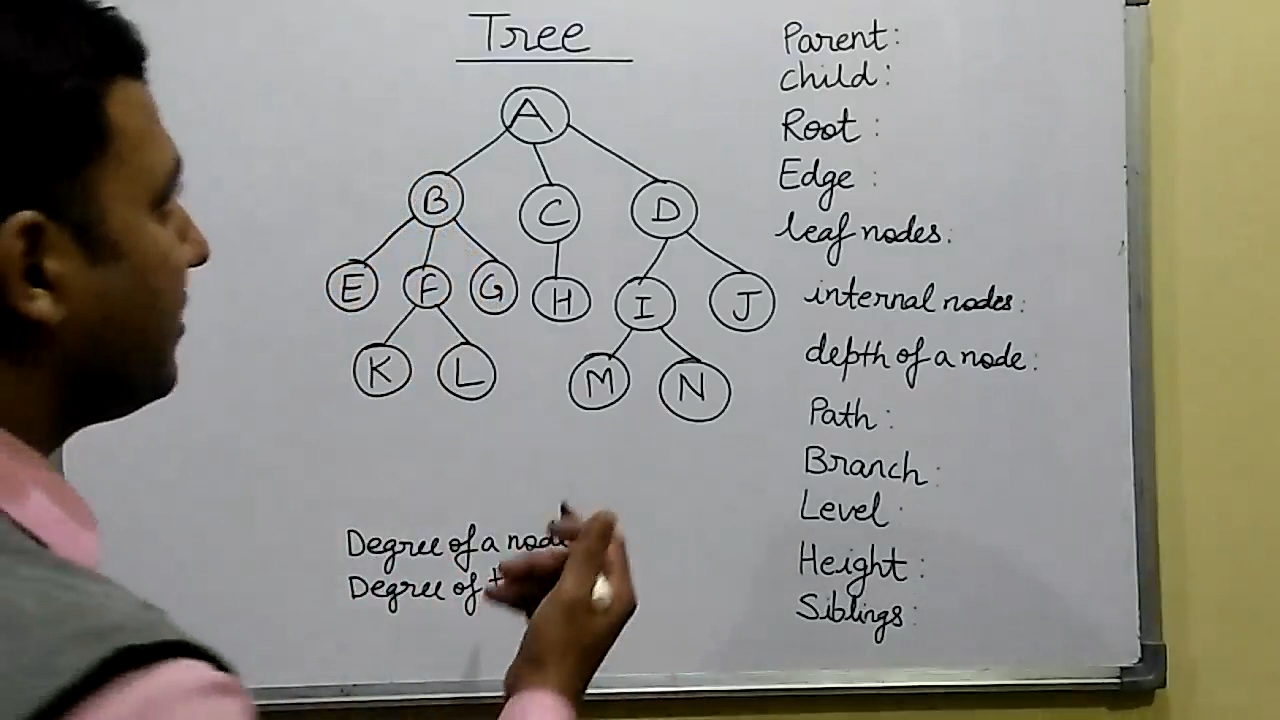 Tree
A
B C D
E F G H I J
K L M N
Parent:
child:
Root:
Edge:
leaf nodes:
internal nodes:
depth of a node:
Path:
Branch:
Level:
Height:
Siblings:
Degree of a node
Degree of